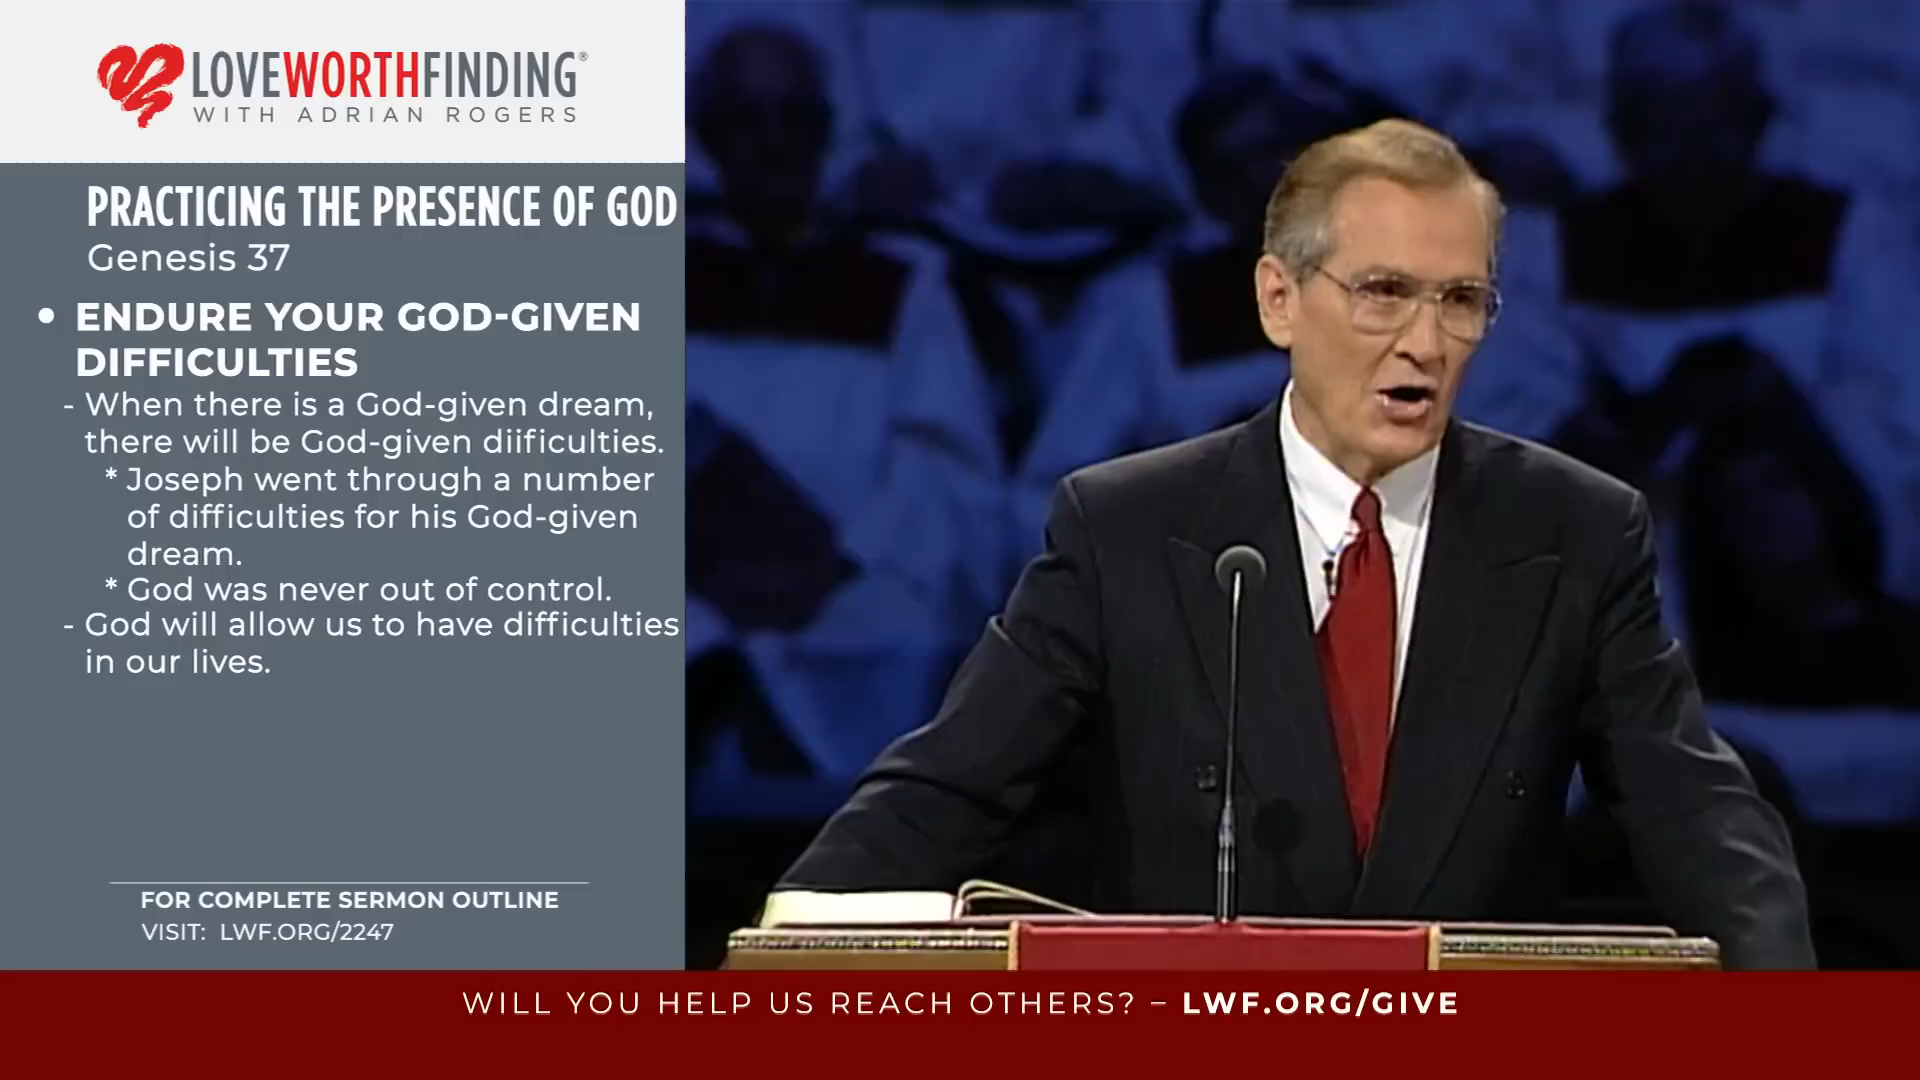 LOVEWORTHFINDING®
WITH ADRIAN ROGERS
PRACTICING THE PRESENCE OF GOD
Genesis 37
• ENDURE YOUR GOD-GIVEN
DIFFICULTIES
- When there is a God-given dream,
there will be God-given diificulties.
* Joseph went through a number
of difficulties for his God-given
dream.
* God was never out of control.
- God will allow us to have difficulties
in our lives.
FOR COMPLETE SERMON OUTLINE
VISIT: LWF.ORG/2247
WILL YOU HELP US REACH OTHERS? – LWF.ORG/GIVE